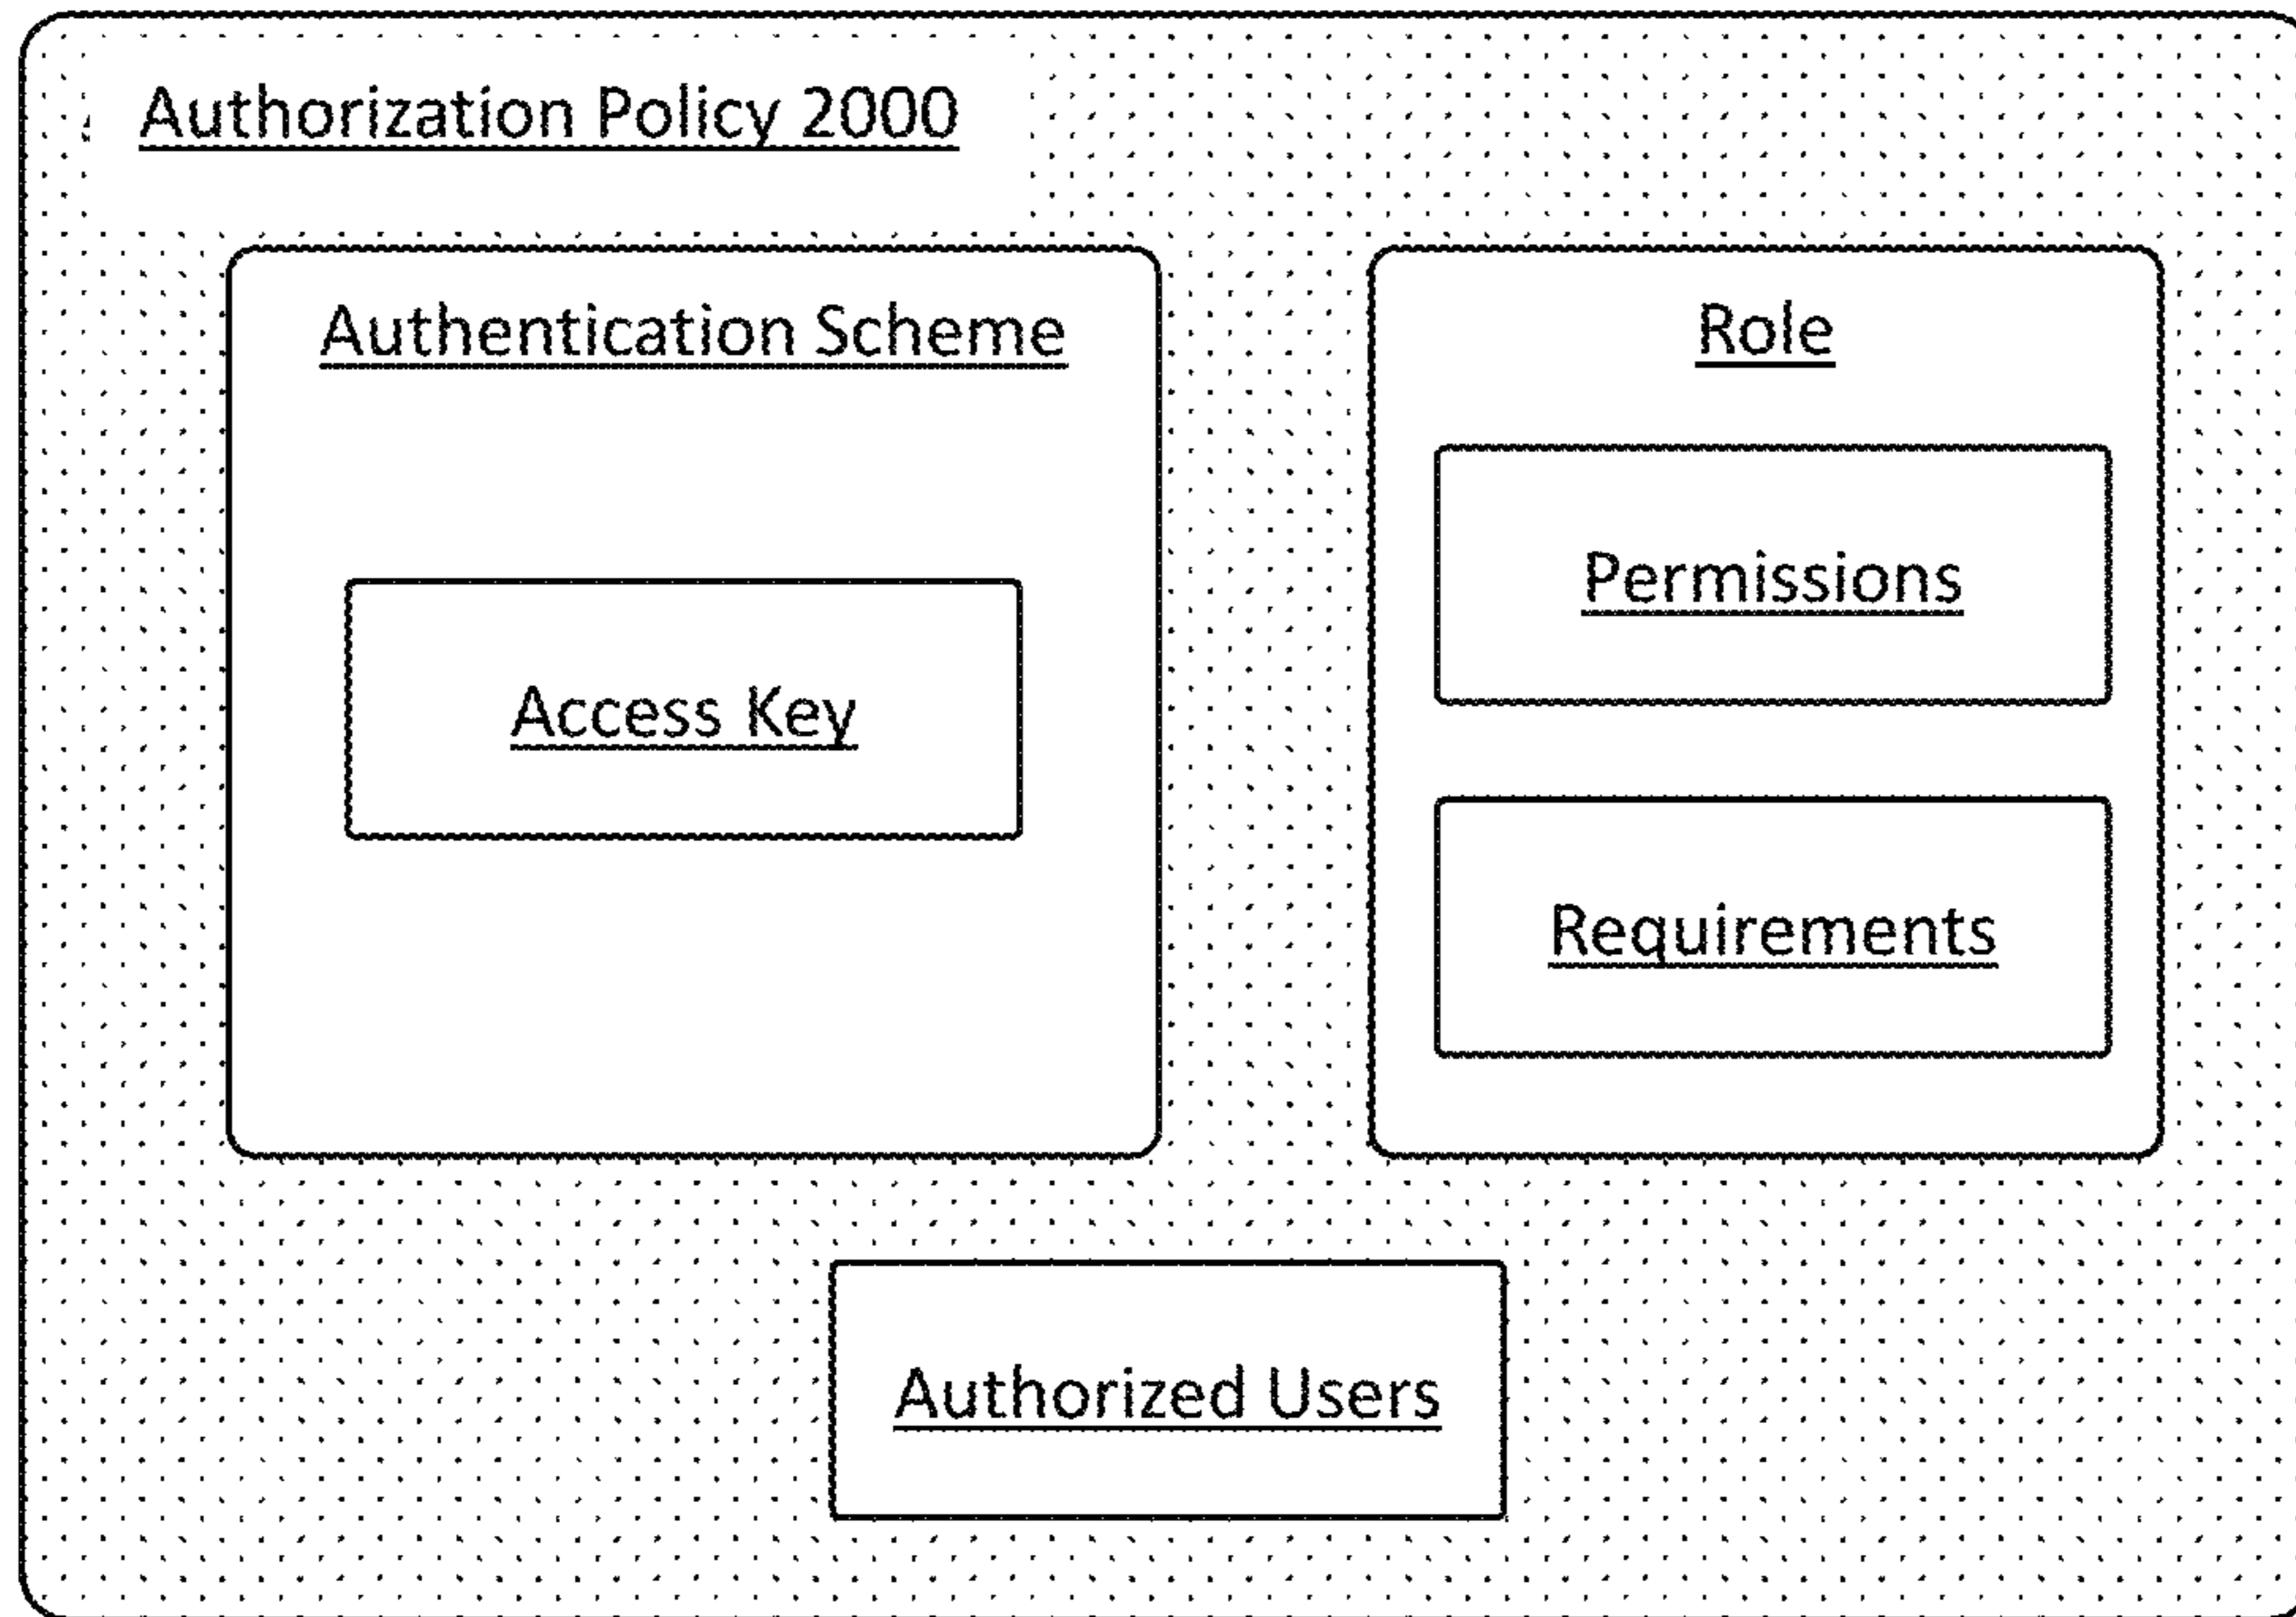 Authorization Policy 2000
Authentication Scheme
Access Key
Role
Permissions
Requirements
Authorized Users